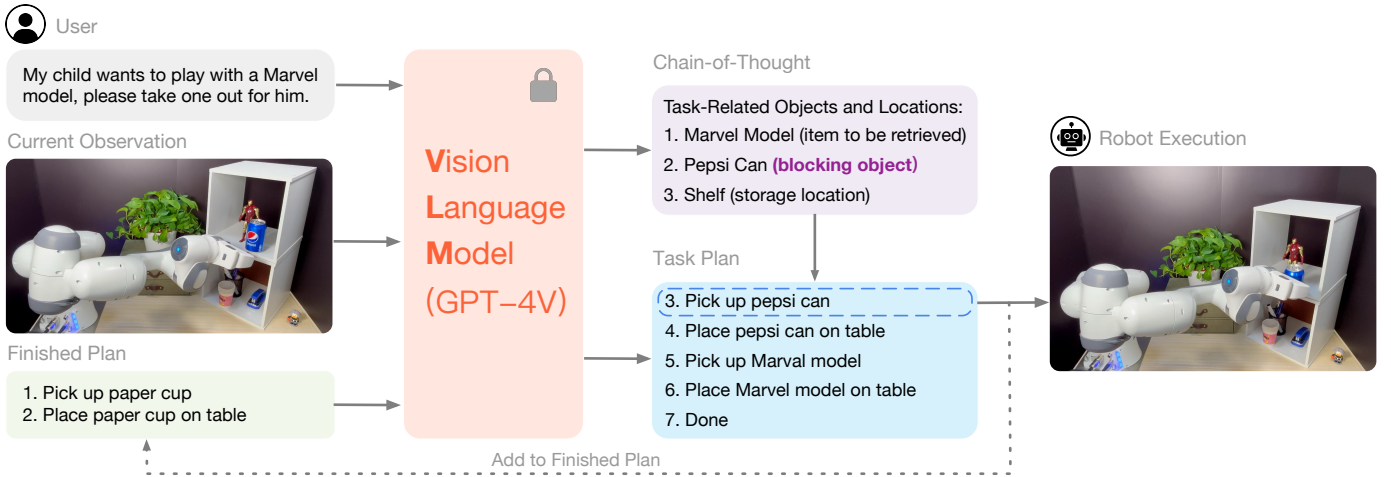 User
My child wants to play with a Marvel
model, please take one out for him.
Current Observation
Finished Plan
1. Pick up paper cup
2. Place paper cup on table
Vision
Language
Model
(GPT–4V)
Chain-of-Thought
Task-Related Objects and Locations:
1. Marvel Model (item to be retrieved)
2. Pepsi Can (blocking object)
3. Shelf (storage location)
Task Plan
3. Pick up pepsi can
4. Place pepsi can on table
5. Pick up Marval model
6. Place Marvel model on table
7. Done
Robot Execution
Add to Finished Plan